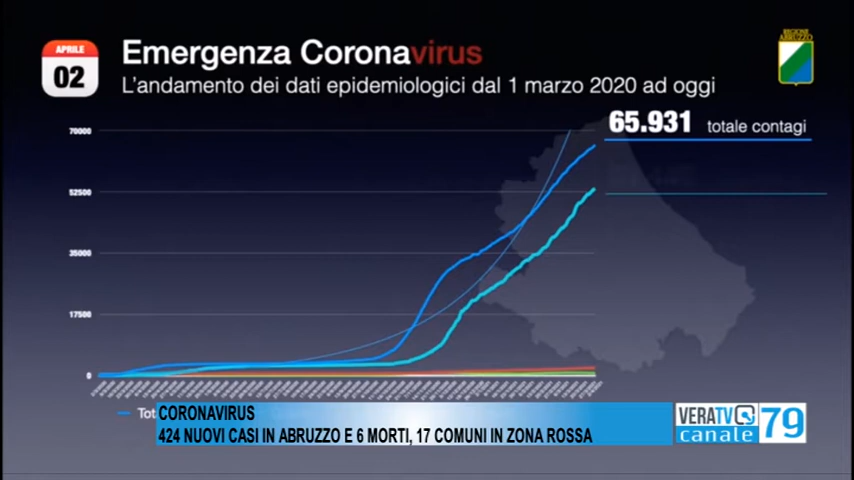 APRILE
02
Emergenza Coronavirus
L'andamento dei dati epidemiologici dal 1 marzo 2020 ad oggi
REGIONE
ABRUZZO
65.931 totale contagi
70000
52500
35000
17500
0
CORONAVIRUS
424 NUOVI CASI IN ABRUZZO E 6 MORTI, 17 COMUNI IN ZONA ROSSA
VERATV
canale 79